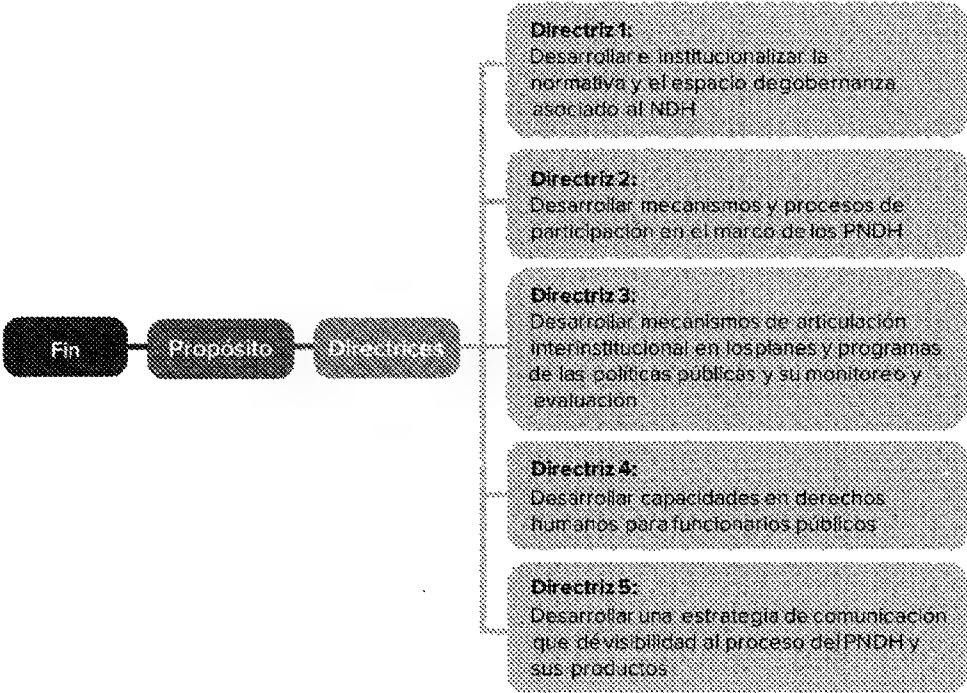 Fin
Propósito
Directrices
Directriz 1:
Desarrollar e institucionalizar la
normativa y el espacio degobernanza
asociado al NDH
Directriz 2:
Desarrollar mecanismos y procesos de
participación en el marco de los PNDH
Directriz 3:
Desarrollar mecanismos de articulación
interinstitucional en losplanes y programas
de las políticas públicas y su monitoreo y
evaluación
Directriz 4:
Desarrollar capacidades en derechos
humanos para funcionarios públicos
Directriz 5:
Desarrollar una estrategia de comunicación
que dé visibilidad al proceso del PNDH y
sus productos